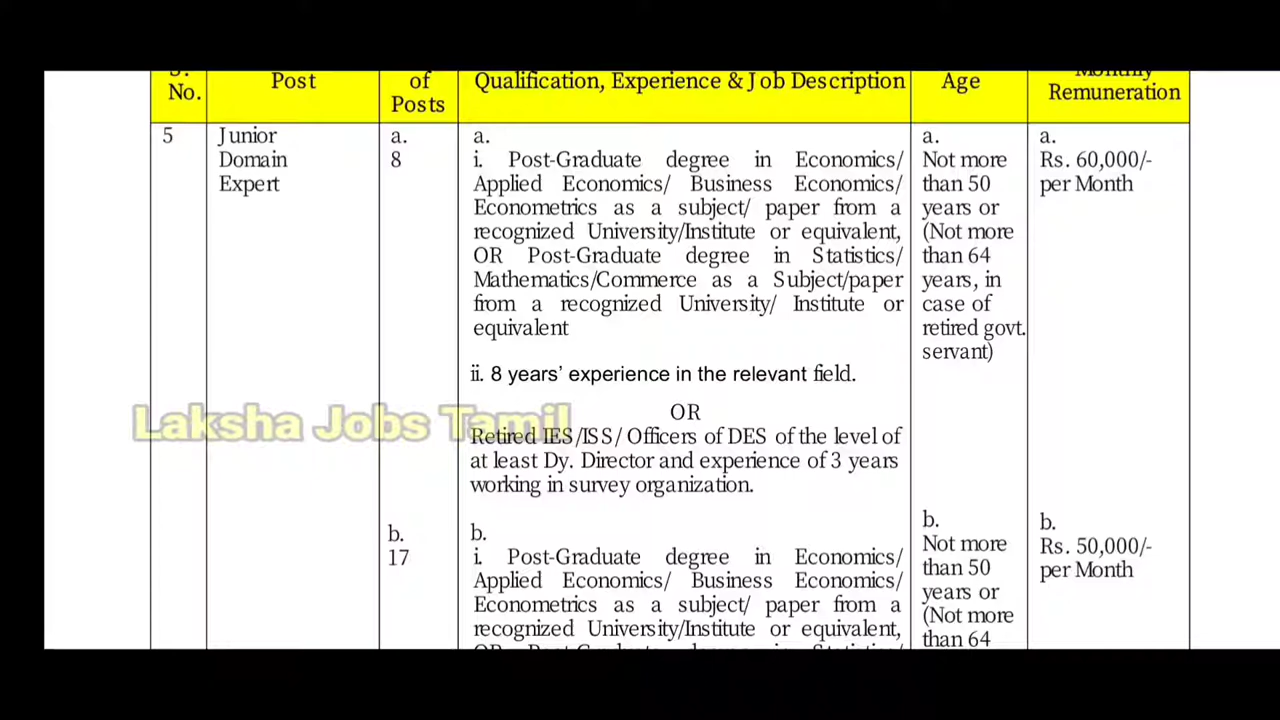 S.
No.
Post
of
Posts
Qualification, Experience & Job Description
Age
Monthly
Remuneration
5
Junior
Domain
Expert
a.
8
a.
i. Post-Graduate degree in Economics/
Applied Economics/ Business Economics/
Econometrics as a subject/ paper from a
recognized University/Institute or equivalent,
OR Post-Graduate degree in Statistics/
Mathematics/Commerce as a Subject/paper
from a recognized University/ Institute or
equivalent
ii. 8 years’ experience in the relevant field.
OR
Retired IES/ISS/ Officers of DES of the level of
at least Dy. Director and experience of 3 years
working in survey organization.
a.
Not more
than 50
years or
(Not more
than 64
years, in
case of
retired govt.
servant)
a.
Rs. 60,000/-
per Month
Laksha Jobs Tamil
b.
17
b.
i. Post-Graduate degree in Economics/
Applied Economics/ Business Economics/
Econometrics as a subject/ paper from a
recognized University/Institute or equivalent,
OR Post-Graduate degree in Statistics/
b.
Not more
than 50
years or
(Not more
than 64
b.
Rs. 50,000/-
per Month